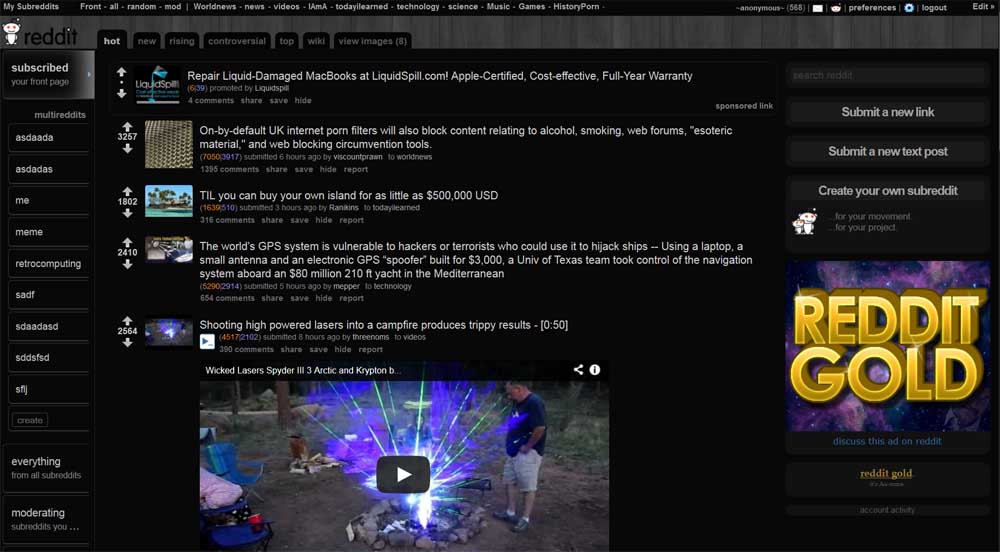 My Subreddits Front - all - random - mod | Worldnews - news - videos - IAmA - todayilearned - technology - science - Music - Games - HistoryPorn - Edit »
~anonymous~ (568) | | | preferences | | logout
reddit
hot new rising controversial top wiki view images (8)
subscribed
your front page
multireddits
asdaada
asdadas
me
meme
retrocomputing
sadf
sdaadasd
sddsfsd
sflj
create
everything
from all subreddits
moderating
subreddits you ...
LiquidSpill
Repair Liquid-Damaged MacBooks at LiquidSpill.com! Apple-Certified, Cost-effective, Full-Year Warranty
(6|39) promoted by Liquidspill
4 comments share save hide
sponsored link
3257
On-by-default UK internet porn filters will also block content relating to alcohol, smoking, web forums, "esoteric
material," and web blocking circumvention tools.
(7050|3917) submitted 6 hours ago by viscountprawn to worldnews
1395 comments share save hide report
1802
TIL you can buy your own island for as little as $500,000 USD
(1639|510) submitted 3 hours ago by Ranikins to todayilearned
316 comments share save hide report
2410
The world's GPS system is vulnerable to hackers or terrorists who could use it to hijack ships -- Using a laptop, a
small antenna and an electronic GPS “spoofer” built for $3,000, a Univ of Texas team took control of the navigation
system aboard an $80 million 210 ft yacht in the Mediterranean
(5290|2914) submitted 5 hours ago by mepper to technology
654 comments share save hide report
2564
Shooting high powered lasers into a campfire produces trippy results - [0:50]
(4517|2102) submitted 8 hours ago by threenoms to videos
390 comments share save hide report
Wicked Lasers Spyder III 3 Arctic and Krypton b...
search reddit
Submit a new link
Submit a new text post
Create your own subreddit
...for your movement.
...for your project.
REDDIT
GOLD
discuss this ad on reddit
reddit gold.
account activity